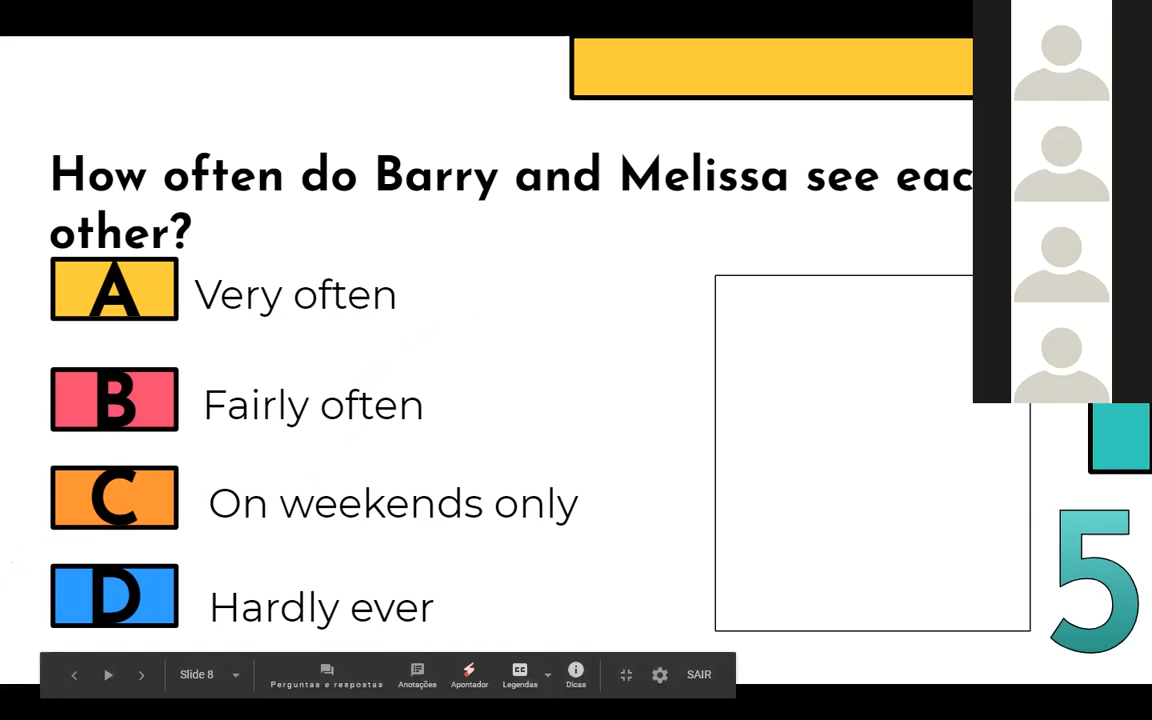 How often do Barry and Melissa see eac
other?
A Very often
B Fairly often
C On weekends only
D Hardly ever
5
Slide 8 Perguntas e respostas Anotações Apontador CC Legendas Dicas SAIR